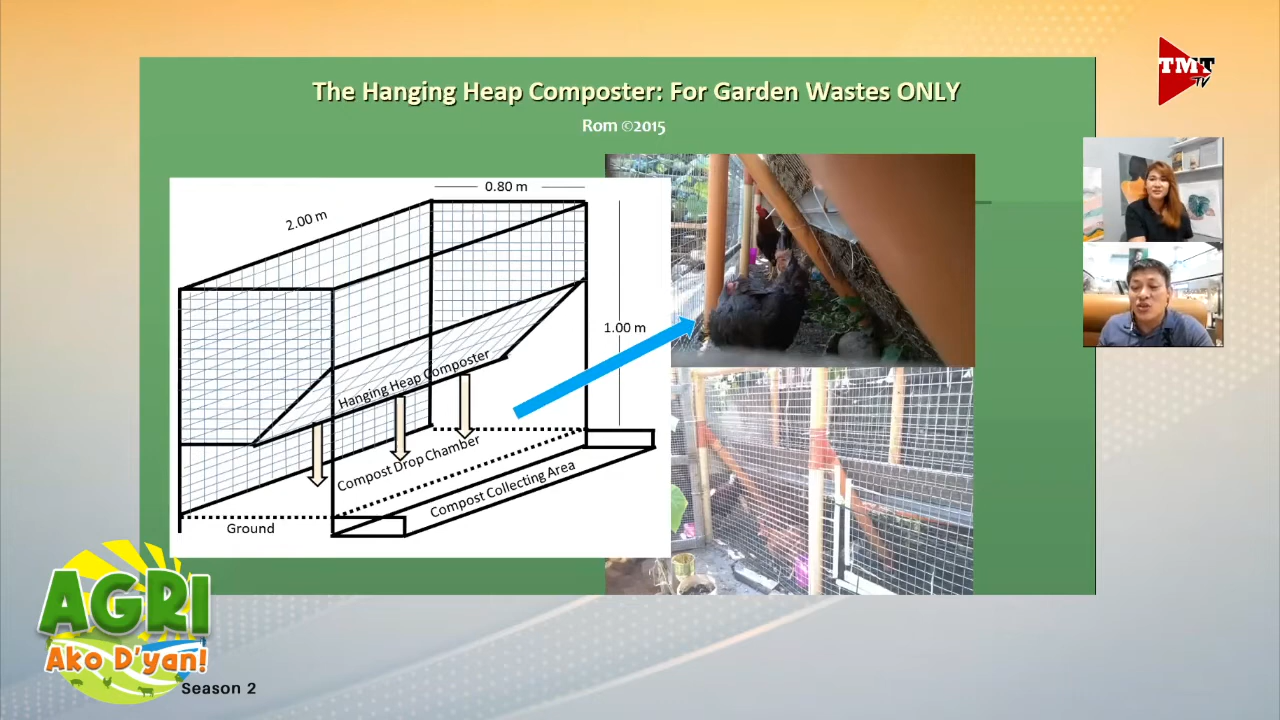 The Hanging Heap Composter: For Garden Wastes ONLY
Rom ©2015
TMT
TV
0.80 m
2.00 m
1.00 m
Hanging Heap Composter
Compost Drop Chamber
Compost Collecting Area
Ground
AGRI
Ako D'yan!
Season 2